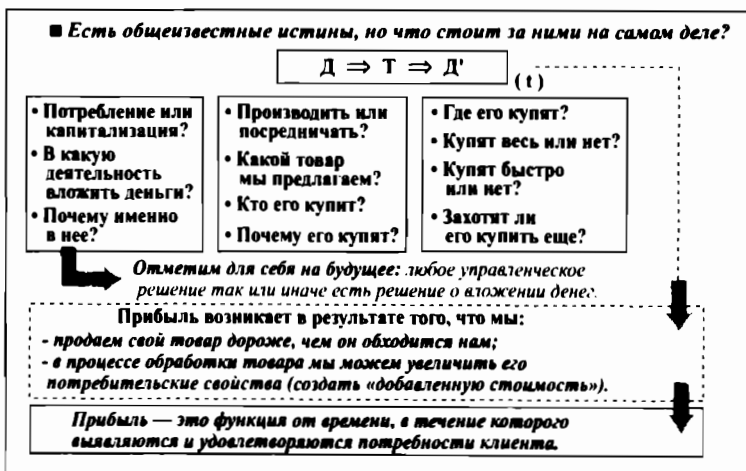 ■ Есть общеизвестные истины, но что стоит за ними на самом деле?
Д ⇒ Т ⇒ Д'
(t)
• Потребление или
капитализация?
• В какую
деятельность
вложить деньги?
• Почему именно
в нее?
• Производить или
посредничать?
• Какой товар
мы предлагаем?
• Кто его купит?
• Почему его купят?
• Где его купят?
• Купят весь или нет?
• Купят быстро
или нет?
• Захотят ли
его купить еще?
Отметим для себя на будущее: любое управленческое
решение так или иначе есть решение о вложении денег.
Прибыль возникает в результате того, что мы:
- продаем свой товар дороже, чем он обходится нам;
- в процессе обработки товара мы можем увеличить его
потребительские свойства (создать «добавленную стоимость»).
Прибыль — это функция от времени, в течение которого
выявляются и удовлетворяются потребности клиента.